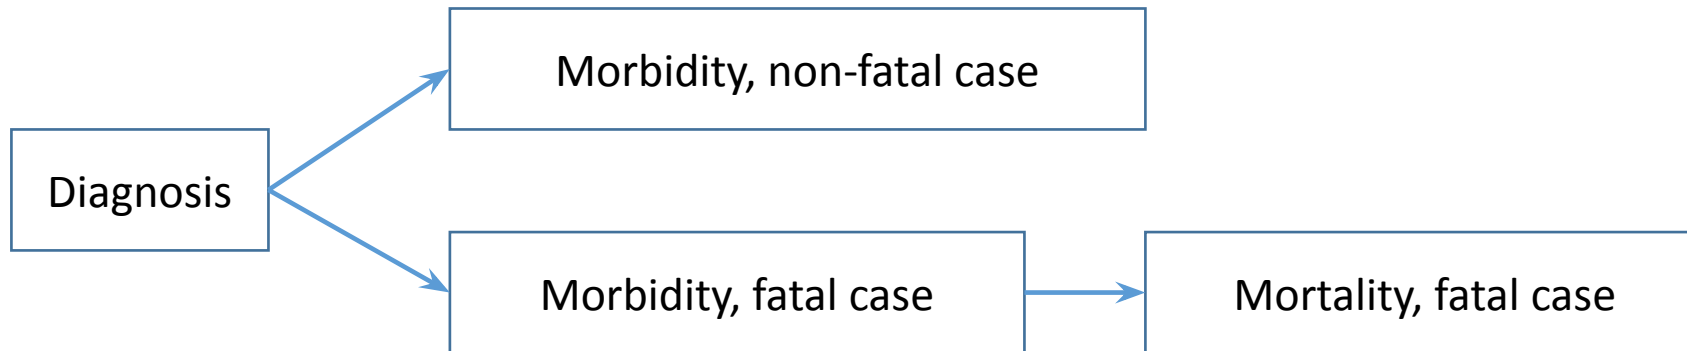 Morbidity, non-fatal case
Diagnosis
Morbidity, fatal case
Mortality, fatal case